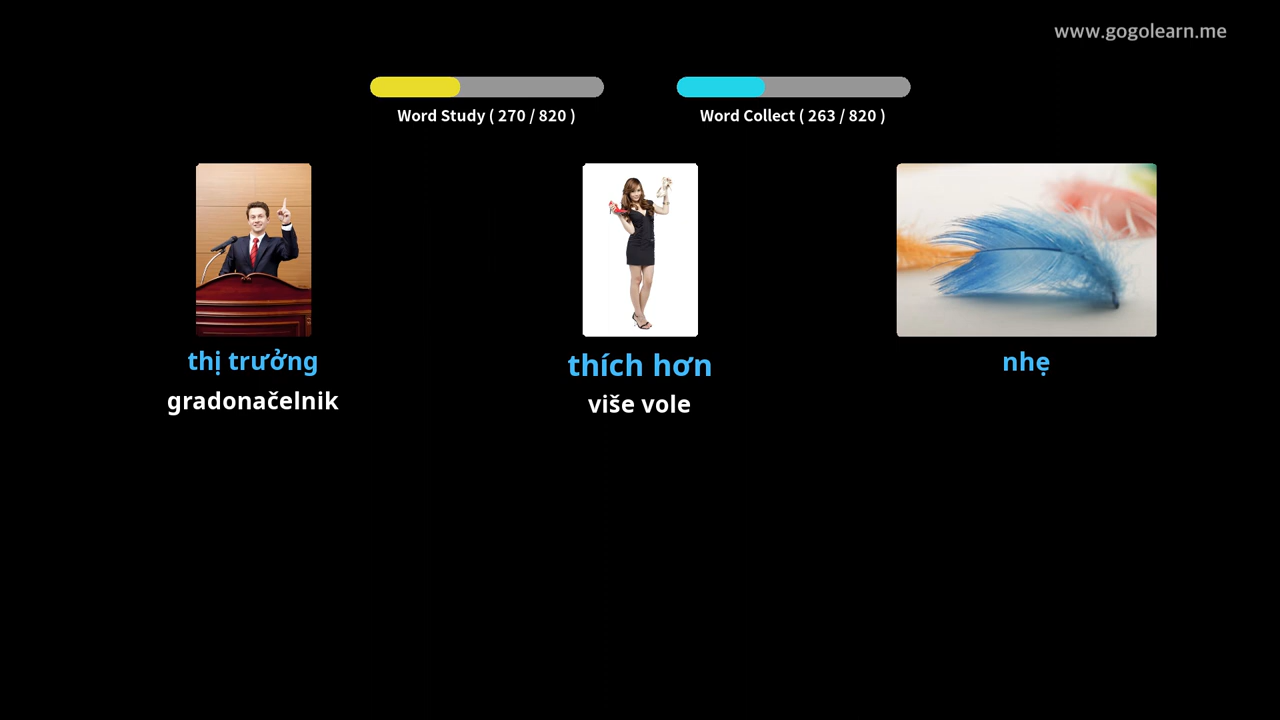 www.gogolearn.me
Word Study ( 270 / 820 )
Word Collect ( 263 / 820 )
thị trưởng
gradonačelnik
thích hơn
više vole
nhẹ